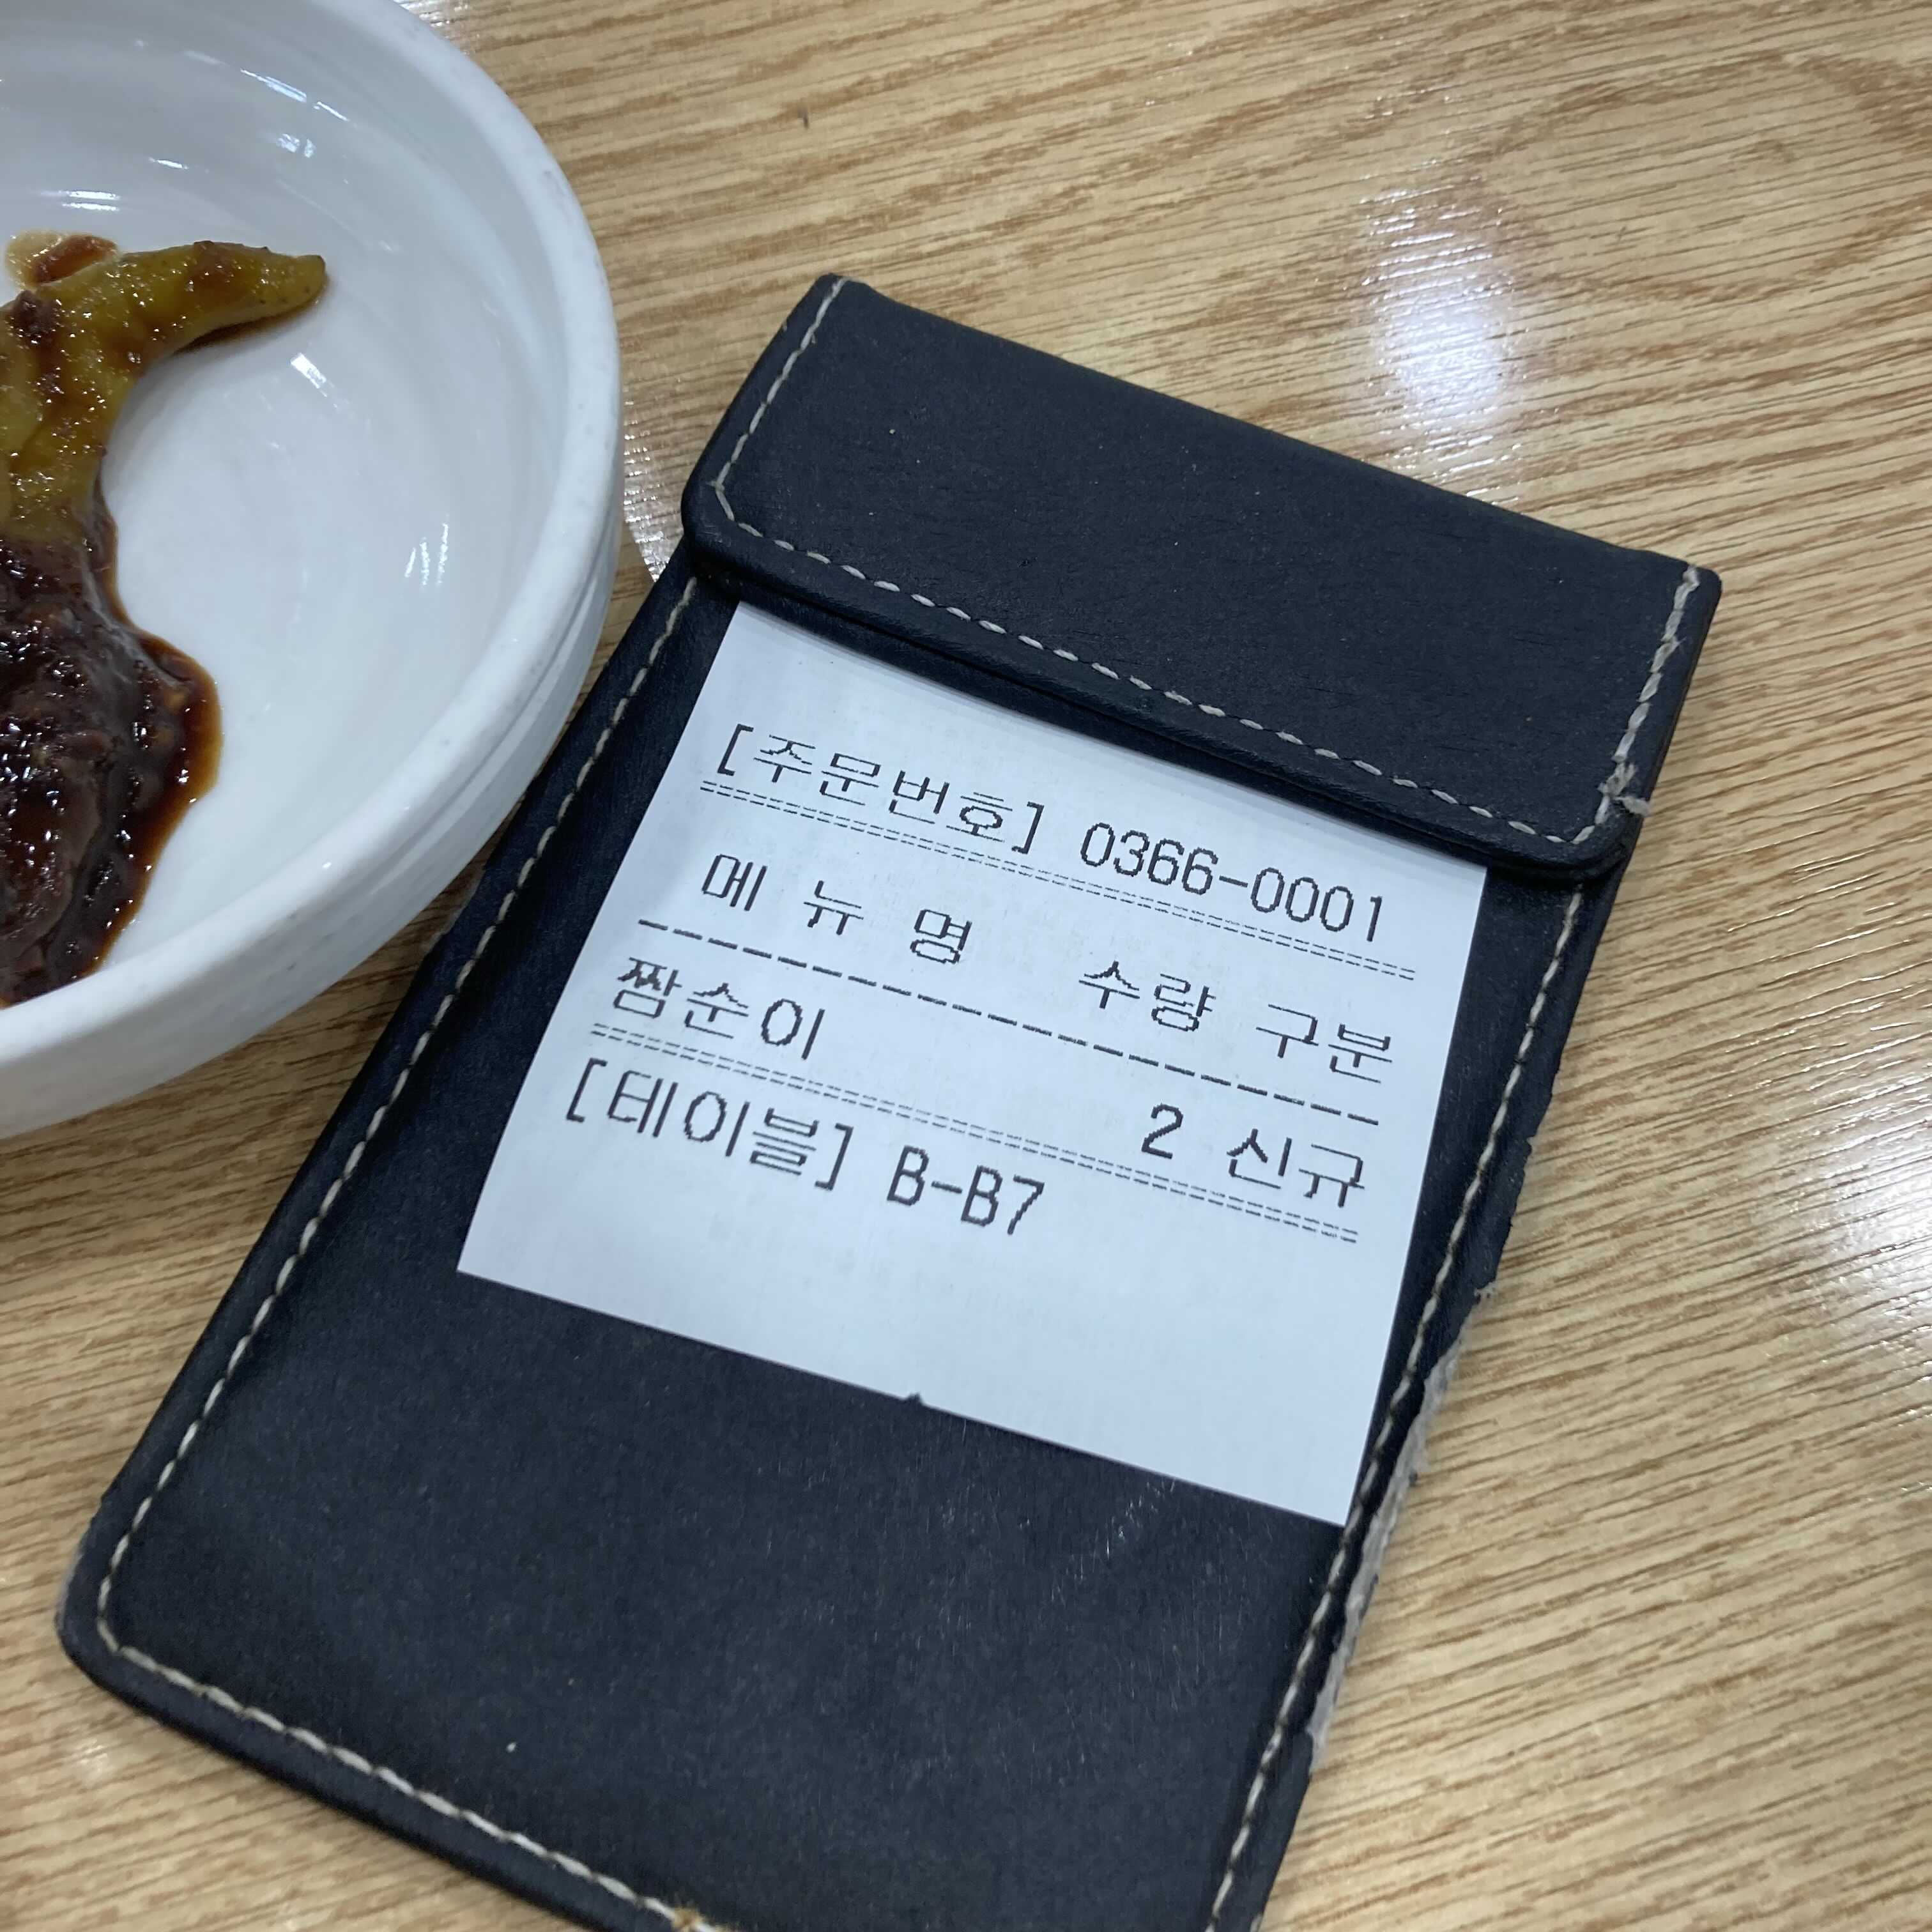 [주문번호] 0366-0001
메 뉴 명 수량 구분
짬순이 2 신규
[테이블] B-B7